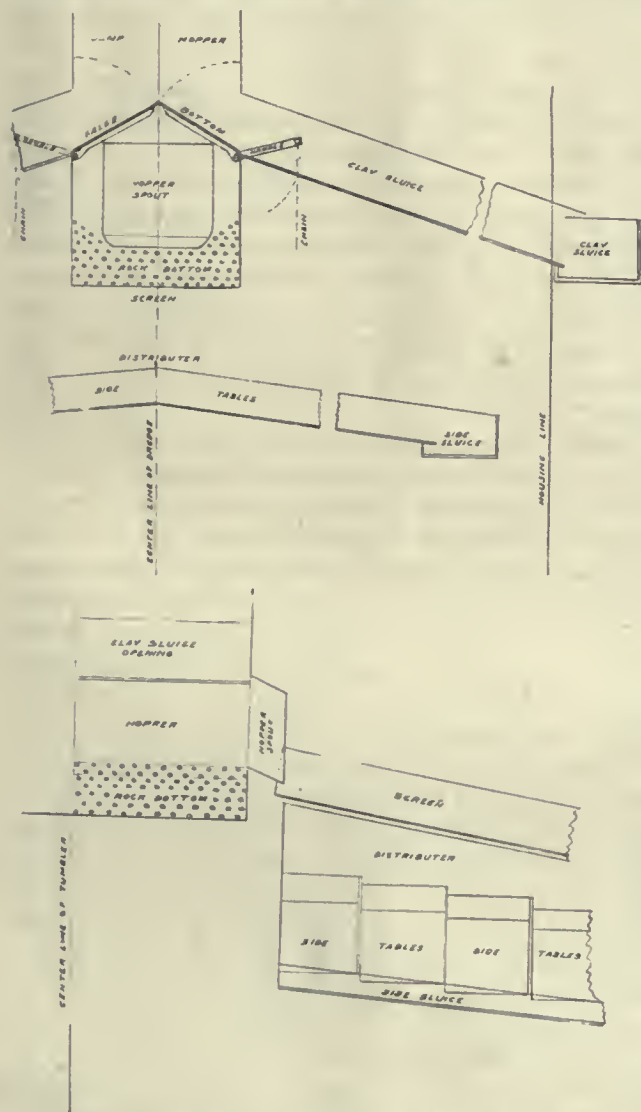 HOPPER
FALSE
BOTTOM
HANDLE
HANDLE
HOPPER
SPOUT
CLAY SLUICE
CLAY
SLUICE
CHAIN
CHAIN
ROCK BOTTOM
SCREEN
DISTRIBUTER
SIDE
TABLES
SIDE
SLUICE
CENTER LINE OF DREDGE
HOUSING LINE
CLAY SLUICE
OPENING
HOPPER
HOPPER
SPOUT
ROCK BOTTOM
SCREEN
DISTRIBUTER
SIDE
TABLES
SIDE
TABLES
SIDE SLUICE
CENTER LINE OF TUMBLER